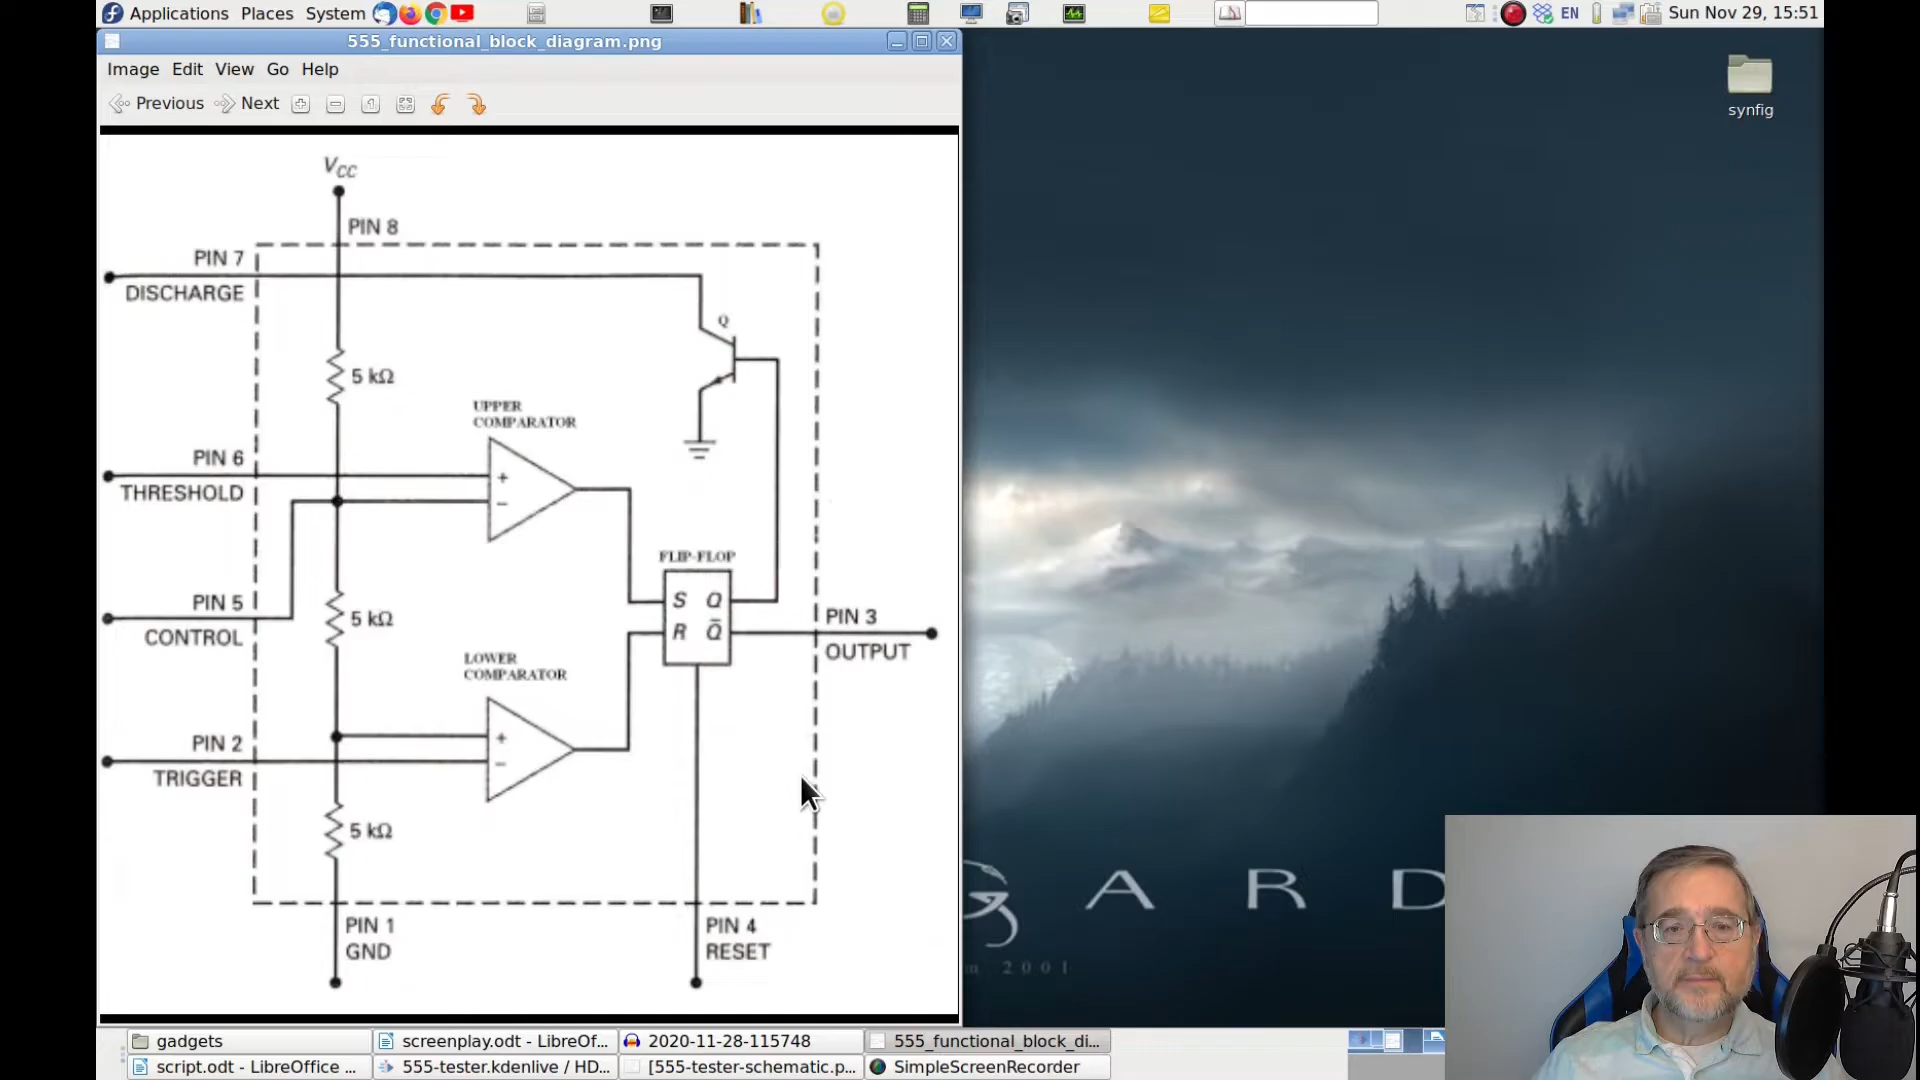 Applications Places System
EN Sun Nov 29, 15:51
555_functional_block_diagram.png
Image Edit View Go Help
Previous Next
synfig
VCC
PIN 8
PIN 7
DISCHARGE
Q
5 kΩ
UPPER
COMPARATOR
PIN 6
THRESHOLD
+
−
FLIP-FLOP
S Q
R Q̅
PIN 5
CONTROL
5 kΩ
PIN 3
OUTPUT
LOWER
COMPARATOR
+
−
PIN 2
TRIGGER
5 kΩ
PIN 1
GND
PIN 4
RESET
A R D
2001
gadgets
screenplay.odt - LibreOf...
2020-11-28-115748
555_functional_block_di...
script.odt - LibreOffice ...
555-tester.kdenlive / HD...
[555-tester-schematic.p...
SimpleScreenRecorder